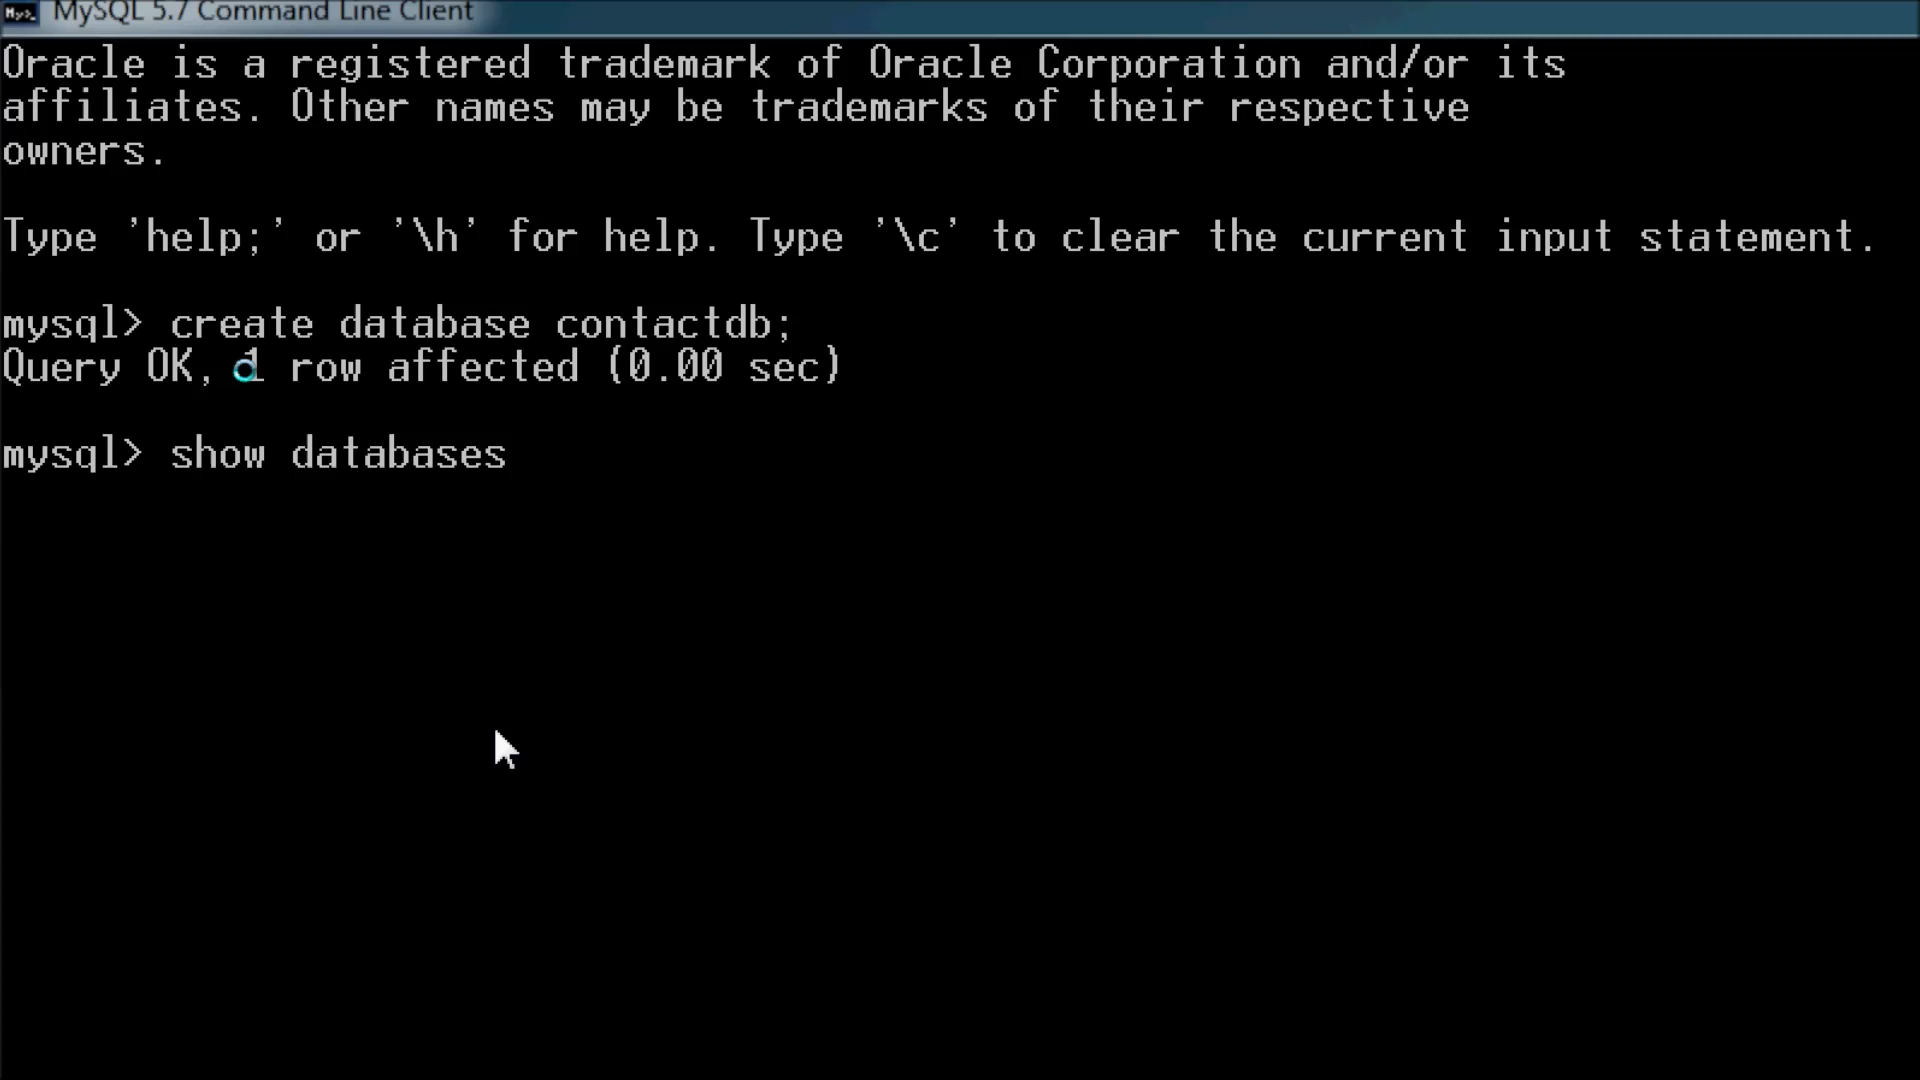 MySQL 5.7 Command Line Client
Oracle is a registered trademark of Oracle Corporation and/or its
affiliates. Other names may be trademarks of their respective
owners.
Type 'help;' or '\h' for help. Type '\c' to clear the current input statement.
mysql> create database contactdb;
Query OK, 1 row affected (0.00 sec)
mysql> show databases